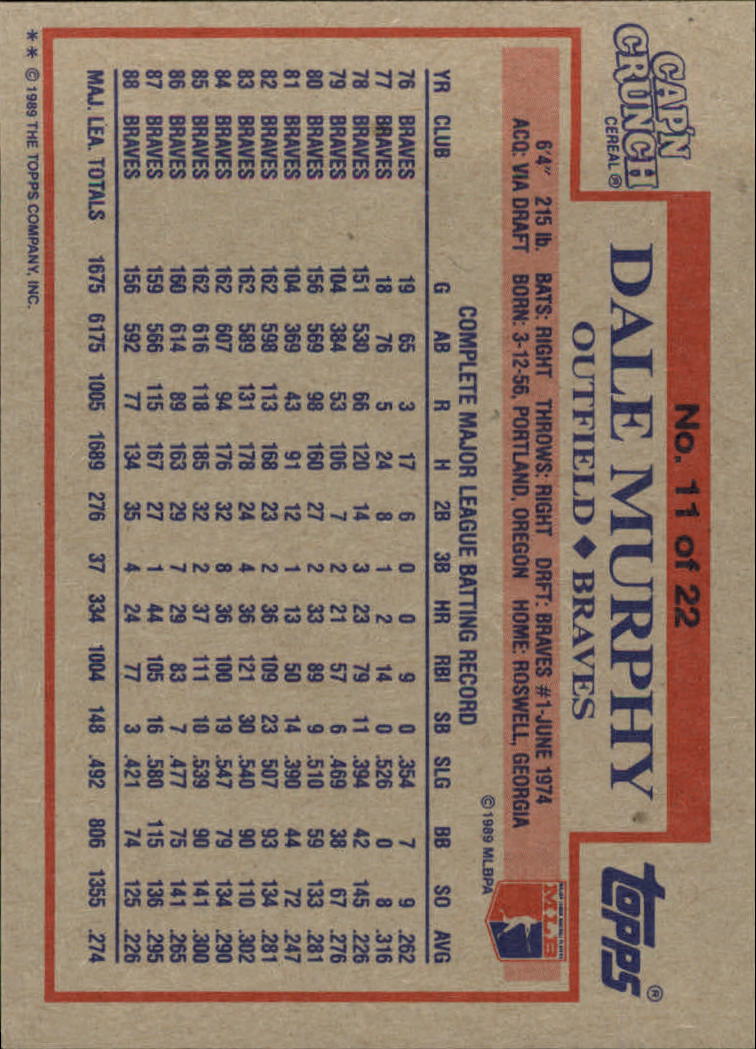 No. 11 of 22
CAP'N
CRUNCH
CEREAL®
DALE MURPHY
OUTFIELD ◆ BRAVES
topps®
6'4" 215 lb. BATS: RIGHT THROWS: RIGHT DRFT: BRAVES #1-JUNE 1974
ACQ: VIA DRAFT BORN: 3-12-56, PORTLAND, OREGON HOME: ROSWELL, GEORGIA
MLB
© 1989 MLBPA
COMPLETE MAJOR LEAGUE BATTING RECORD
YR CLUB G AB R H 2B 3B HR RBI SB SLG BB SO AVG
76 BRAVES 19 65 3 17 6 0 0 9 0 .354 7 9 .262
77 BRAVES 18 76 5 24 8 1 2 14 0 .526 0 8 .316
78 BRAVES 151 530 66 120 14 3 23 79 11 .394 42 145 .226
79 BRAVES 104 384 53 106 7 2 21 57 6 .469 38 67 .276
80 BRAVES 156 569 98 160 27 2 33 89 9 .510 59 133 .281
81 BRAVES 104 369 43 91 12 1 13 50 14 .390 44 72 .247
82 BRAVES 162 598 113 168 23 2 36 109 23 .507 93 134 .281
83 BRAVES 162 589 131 178 24 4 36 121 30 .540 90 110 .302
84 BRAVES 162 607 94 176 32 8 36 100 19 .547 79 134 .290
85 BRAVES 162 616 118 185 32 2 37 111 10 .539 90 141 .300
86 BRAVES 160 614 89 163 29 7 29 83 7 .477 75 141 .265
87 BRAVES 159 566 115 167 27 1 44 105 16 .580 115 136 .295
88 BRAVES 156 592 77 134 35 4 24 77 3 .421 74 125 .226
MAJ. LEA. TOTALS 1675 6175 1005 1689 276 37 334 1004 148 .492 806 1355 .274
** © 1989 THE TOPPS COMPANY, INC.